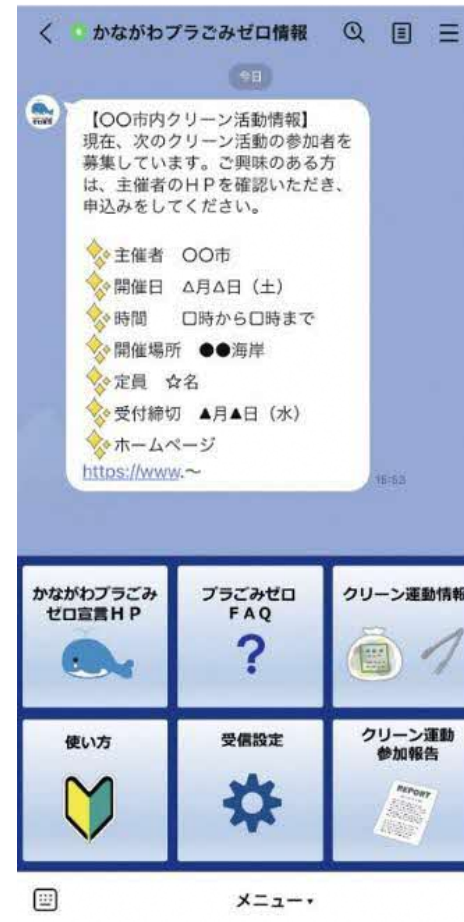 かながわプラごみゼロ情報
今日
【〇〇市内クリーン活動情報】
現在、次のクリーン活動の参加者を
募集しています。ご興味のある方
は、主催者のHPを確認いただき、
申込みをしてください。
主催者　〇〇市
開催日　△月△日（土）
時間　　□時から□時まで
開催場所　●●海岸
定員　☆名
受付締切　▲月▲日（水）
ホームページ
https://www.～
15:53
かながわプラごみ
ゼロ宣言HP
プラごみゼロ
FAQ
?
クリーン運動情報
使い方
受信設定
クリーン運動
参加報告
REPORT
メニュー▾